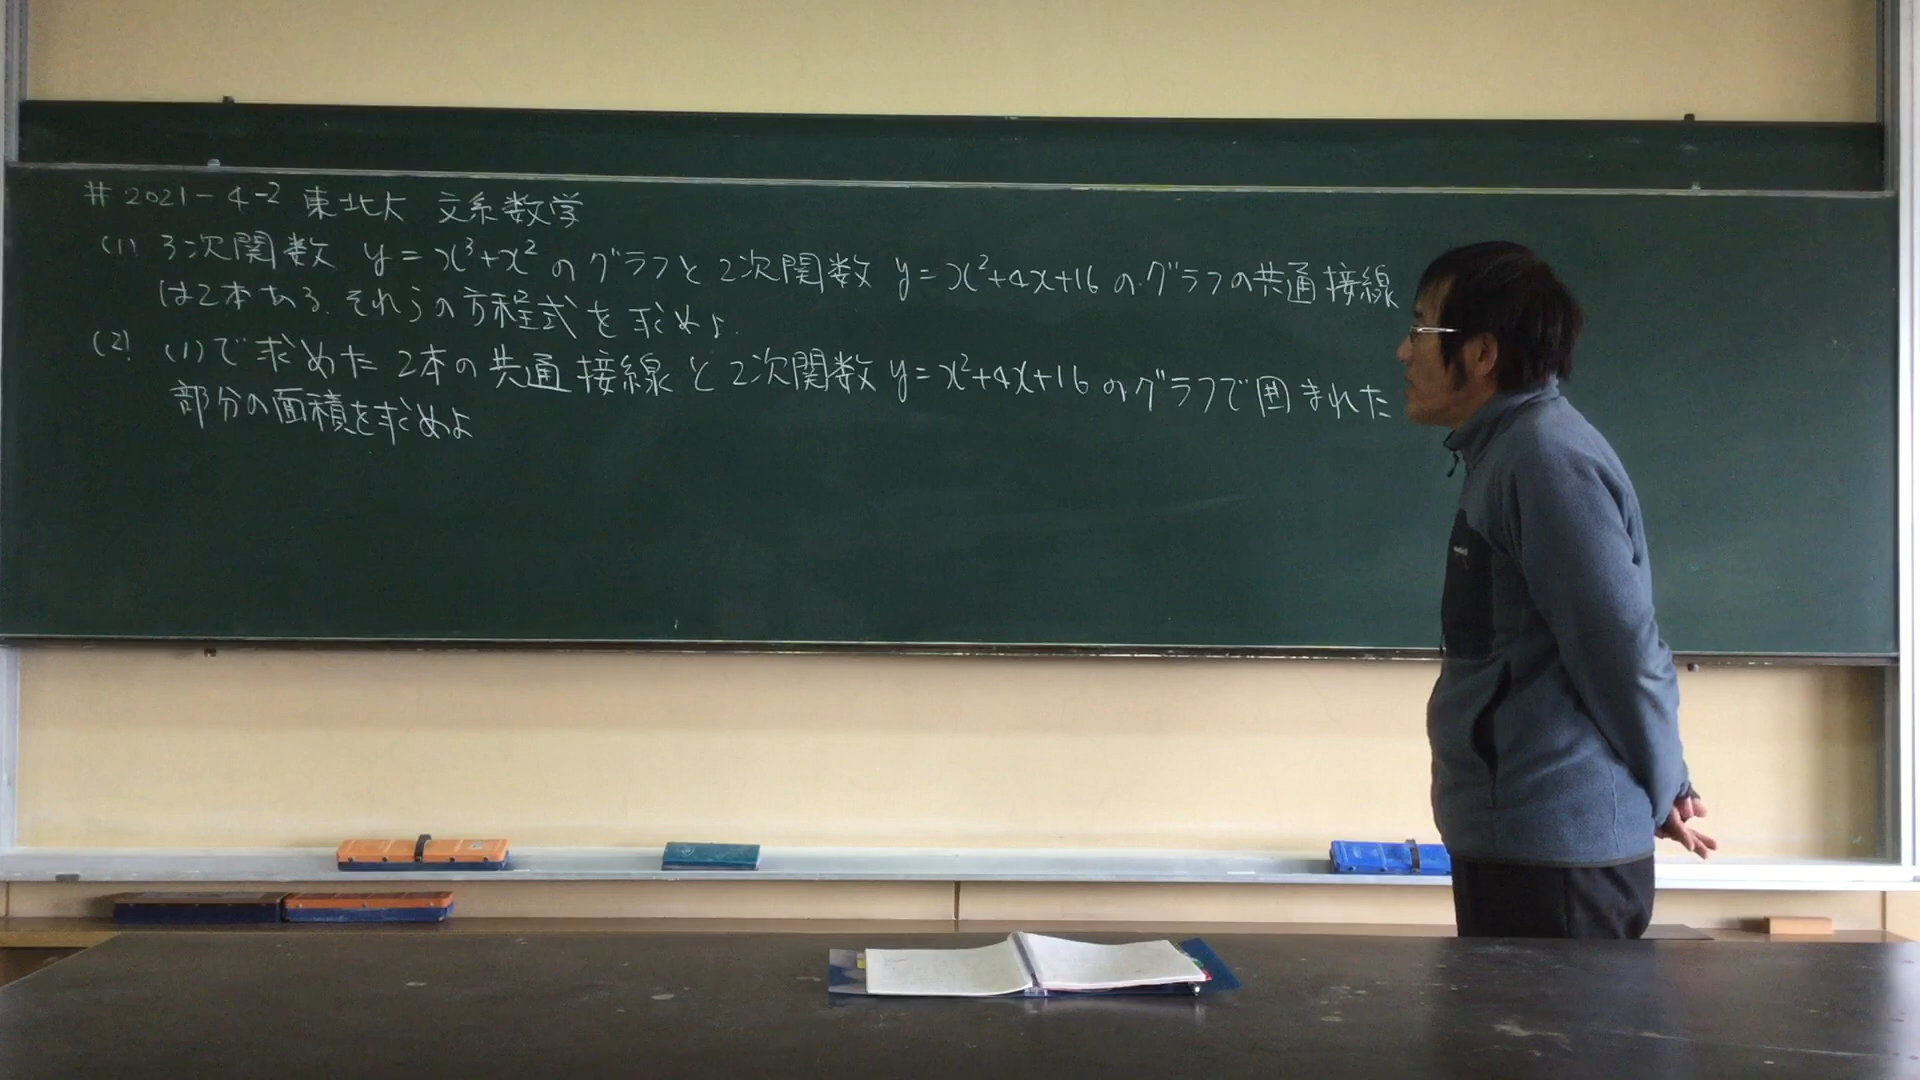 # 2021-4-2 東北大 文系数学
(1) 3次関数 y=x³+x² のグラフと2次関数 y=x²+4x+16 のグラフの共通接線
は2本ある. それらの方程式を求めよ.
(2) (1)で求めた2本の共通接線と2次関数 y=x²+4x+16 のグラフで囲まれた
部分の面積を求めよ